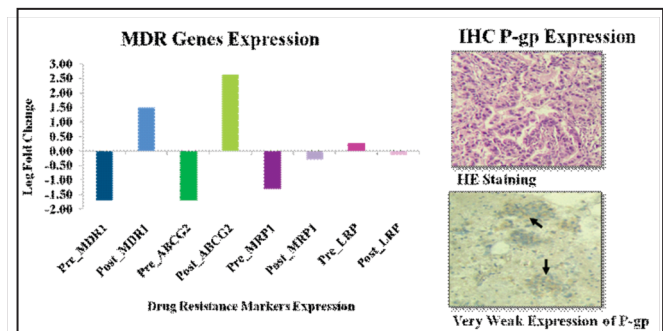 MDR Genes Expression
IHC P-gp Expression
3.00
2.50
2.00
1.50
1.00
0.50
-0.50
-1.00
-1.50
-2.00
Log Fold Change
Pre_MDR1
Post_MDR1
Pre_ABCG2
Post_ABCG2
Pre_MRP1
Post_MRP1
Pre_LRP
Post_LRP
Drug Resistance Markers Expression
HE Staining
Very Weak Expression of P-gp